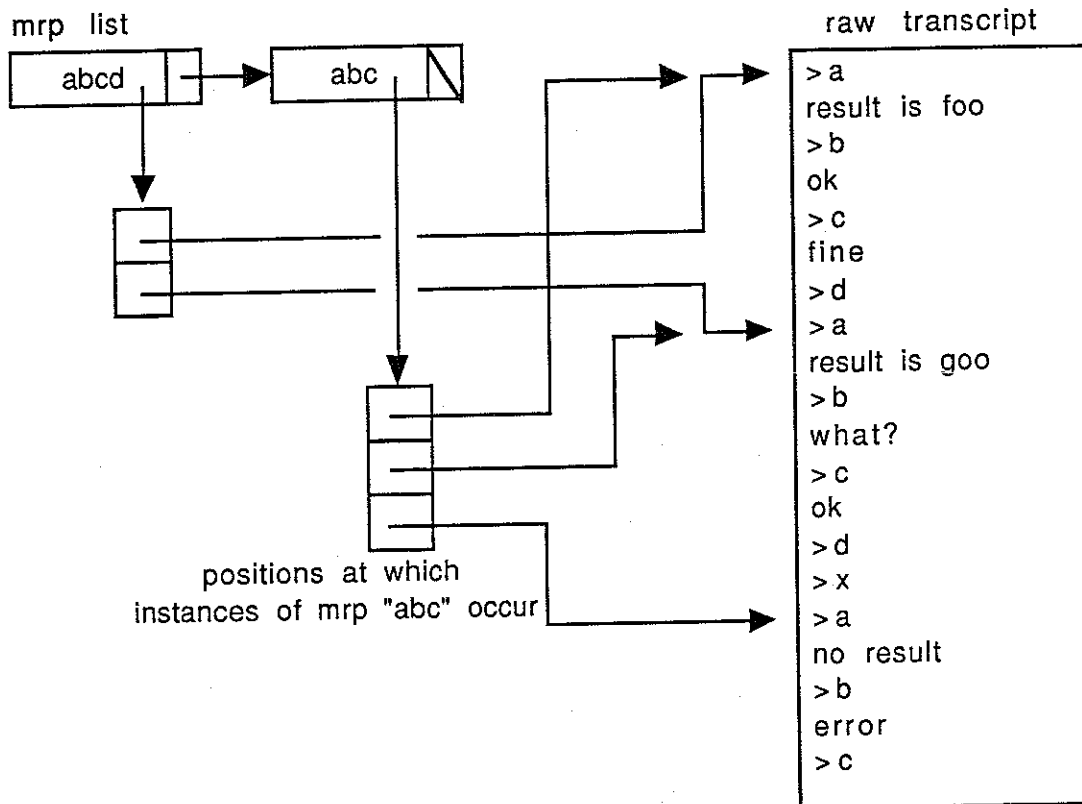 mrp list
abcd
abc
positions at which
instances of mrp "abc" occur
raw transcript
>a
result is foo
>b
ok
>c
fine
>d
>a
result is goo
>b
what?
>c
ok
>d
>x
>a
no result
>b
error
>c